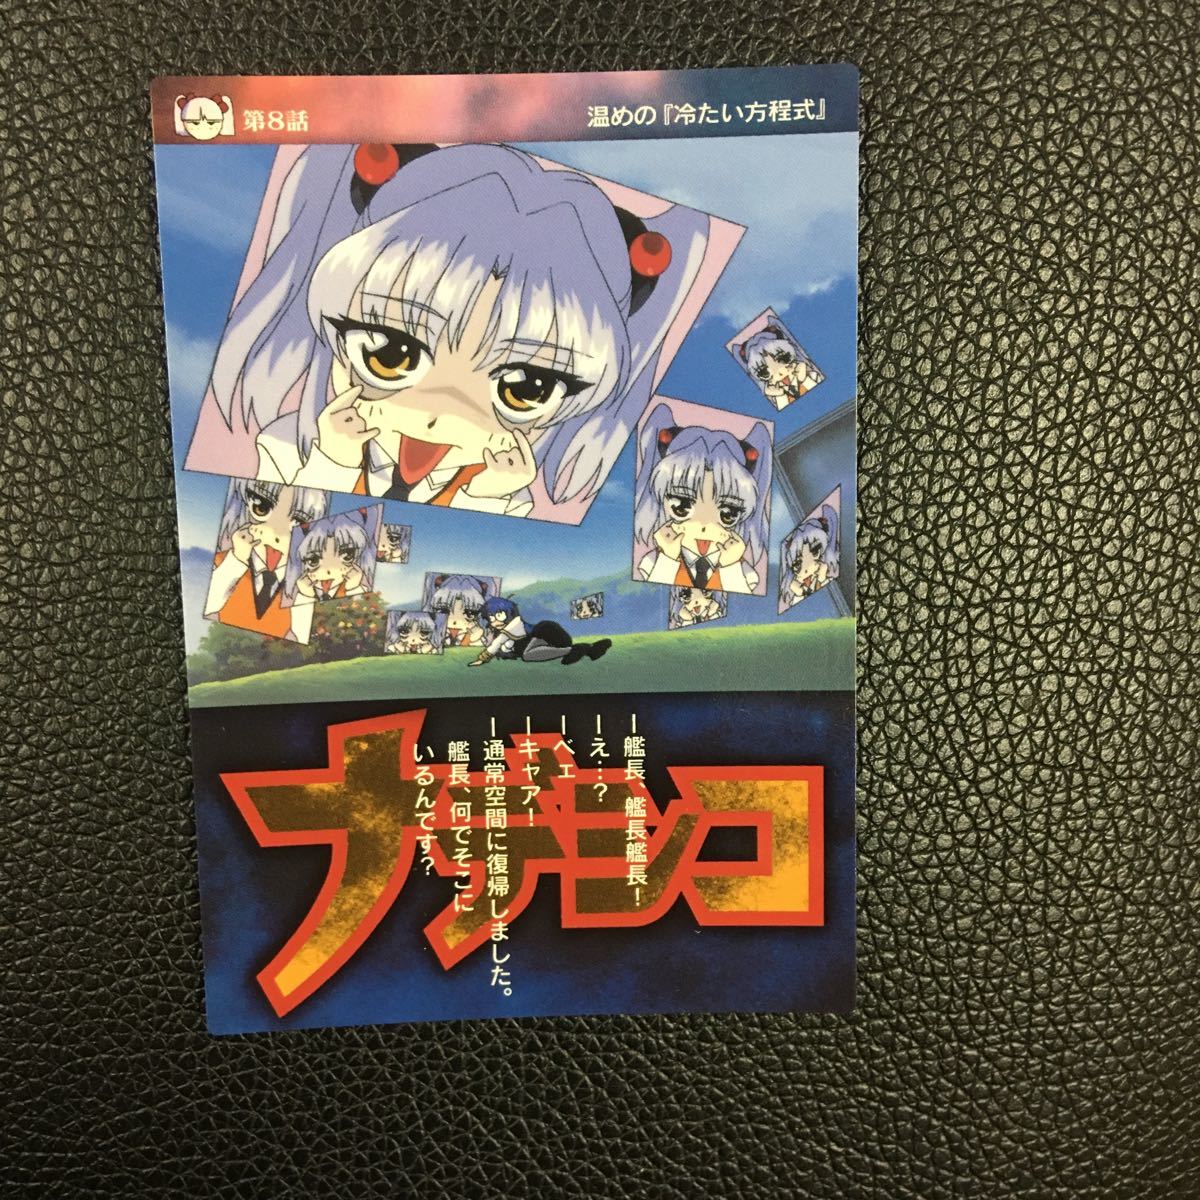 第8話
温めの『冷たい方程式』
ナデシコ
ー艦長、艦長艦長!
ーえ…?
ーベェ
ーキャア!
ー通常空間に復帰しました。
艦長、何でそこに
いるんです?